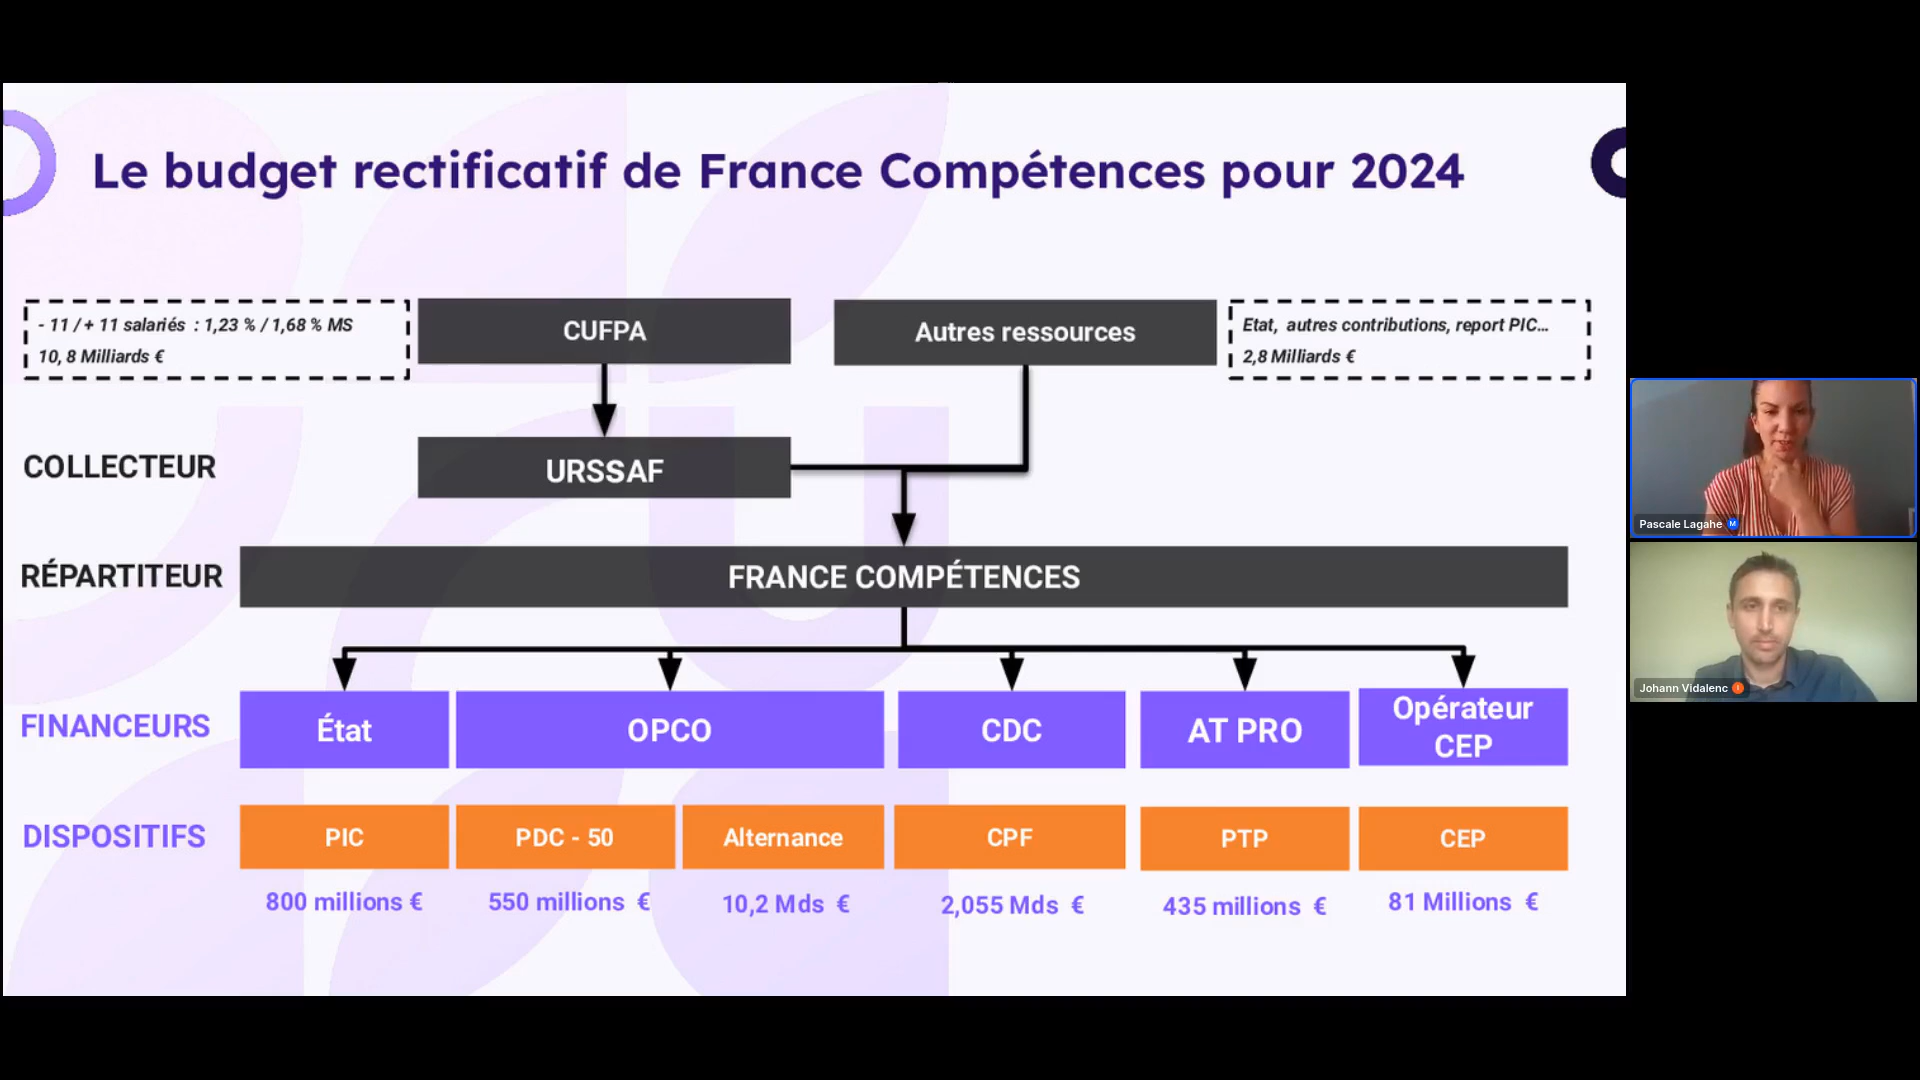 Le budget rectificatif de France Compétences pour 2024
- 11 / + 11 salariés : 1,23 % / 1,68 % MS
10, 8 Milliards €
CUFPA
Autres ressources
Etat, autres contributions, report PIC...
2,8 Milliards €
COLLECTEUR
URSSAF
RÉPARTITEUR
FRANCE COMPÉTENCES
FINANCEURS
État
OPCO
CDC
AT PRO
Opérateur
CEP
DISPOSITIFS
PIC
PDC - 50
Alternance
CPF
PTP
CEP
800 millions €
550 millions €
10,2 Mds €
2,055 Mds €
435 millions €
81 Millions €
Pascale Lagahe
M
Johann Vidalenc
I